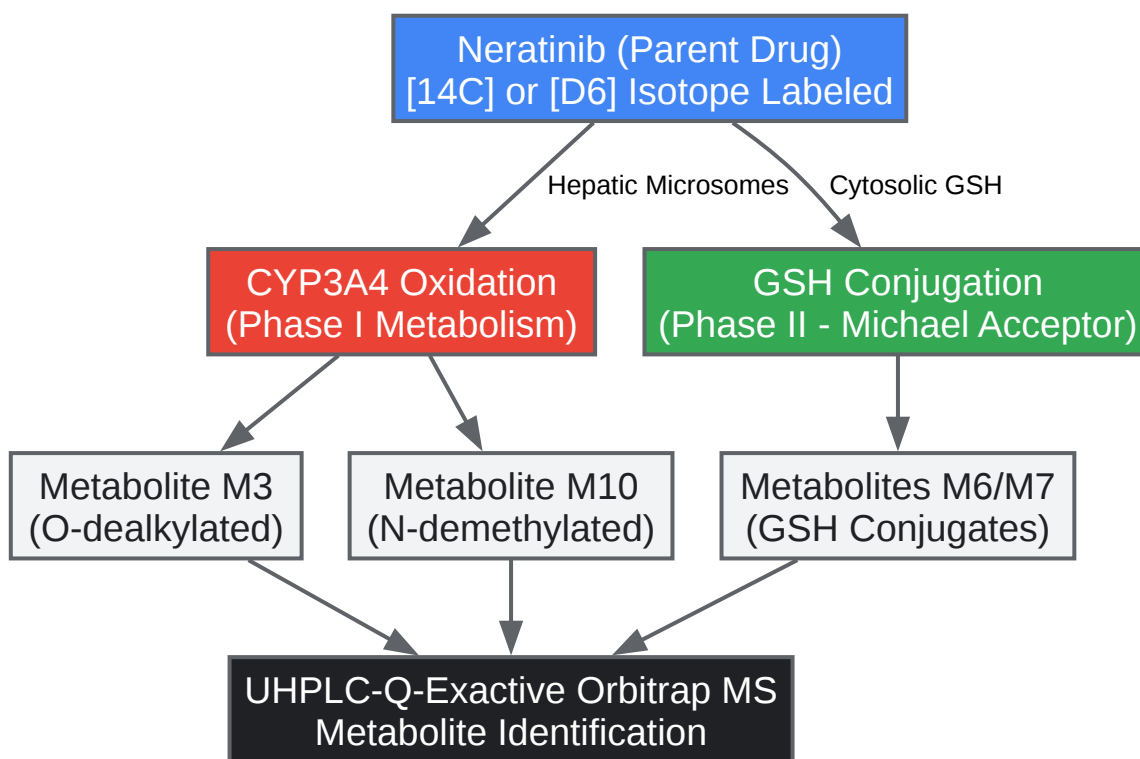 Neratinib (Parent Drug)
[14C] or [D6] Isotope Labeled
Hepatic Microsomes
Cytosolic GSH
CYP3A4 Oxidation
(Phase I Metabolism)
GSH Conjugation
(Phase II - Michael Acceptor)
Metabolite M3
(O-dealkylated)
Metabolite M10
(N-demethylated)
Metabolites M6/M7
(GSH Conjugates)
UHPLC-Q-Exactive Orbitrap MS
Metabolite Identification